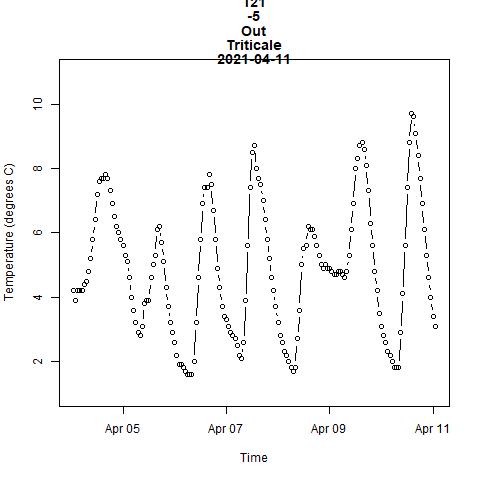 121
-5
Out
Triticale
2021-04-11
10
8
6
4
2
Temperature (degrees C)
Apr 05 Apr 07 Apr 09 Apr 11
Time